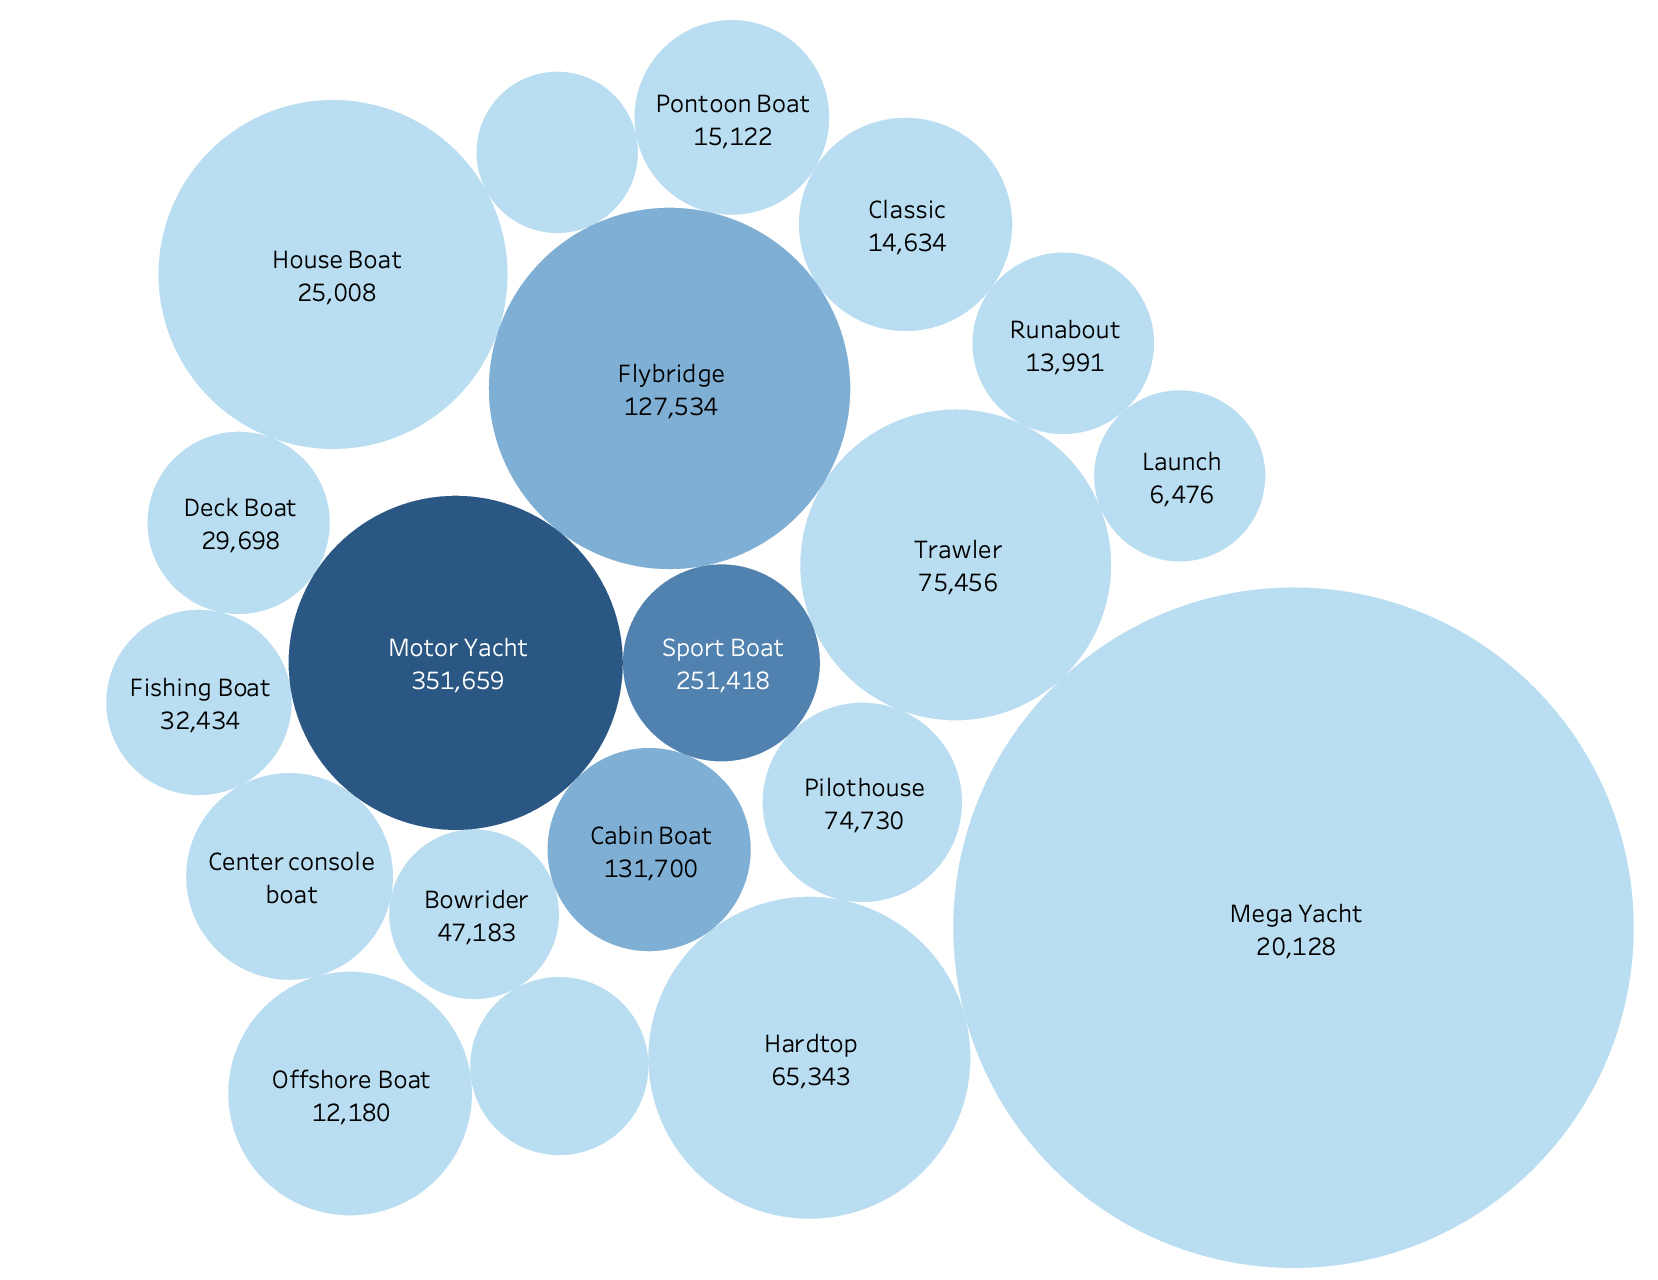 Pontoon Boat
15,122
Classic
14,634
House Boat
25,008
Runabout
13,991
Flybridge
127,534
Launch
6,476
Deck Boat
29,698
Trawler
75,456
Motor Yacht
351,659
Sport Boat
251,418
Fishing Boat
32,434
Pilothouse
74,730
Cabin Boat
131,700
Center console
boat
Bowrider
47,183
Mega Yacht
20,128
Hardtop
65,343
Offshore Boat
12,180